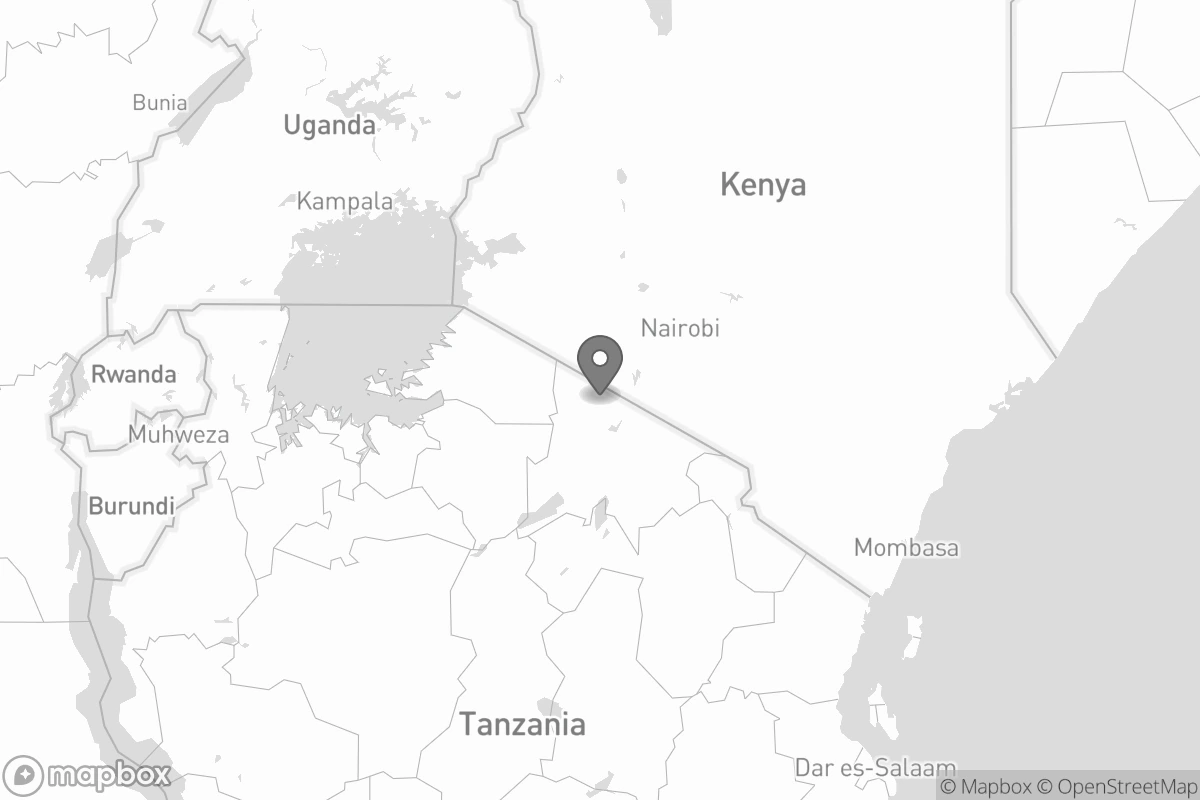 Bunia
Uganda
Kenya
Kampala
Nairobi
Rwanda
Muhweza
Burundi
Mombasa
Tanzania
Dar es-Salaam
mapbox
© Mapbox © OpenStreetMap